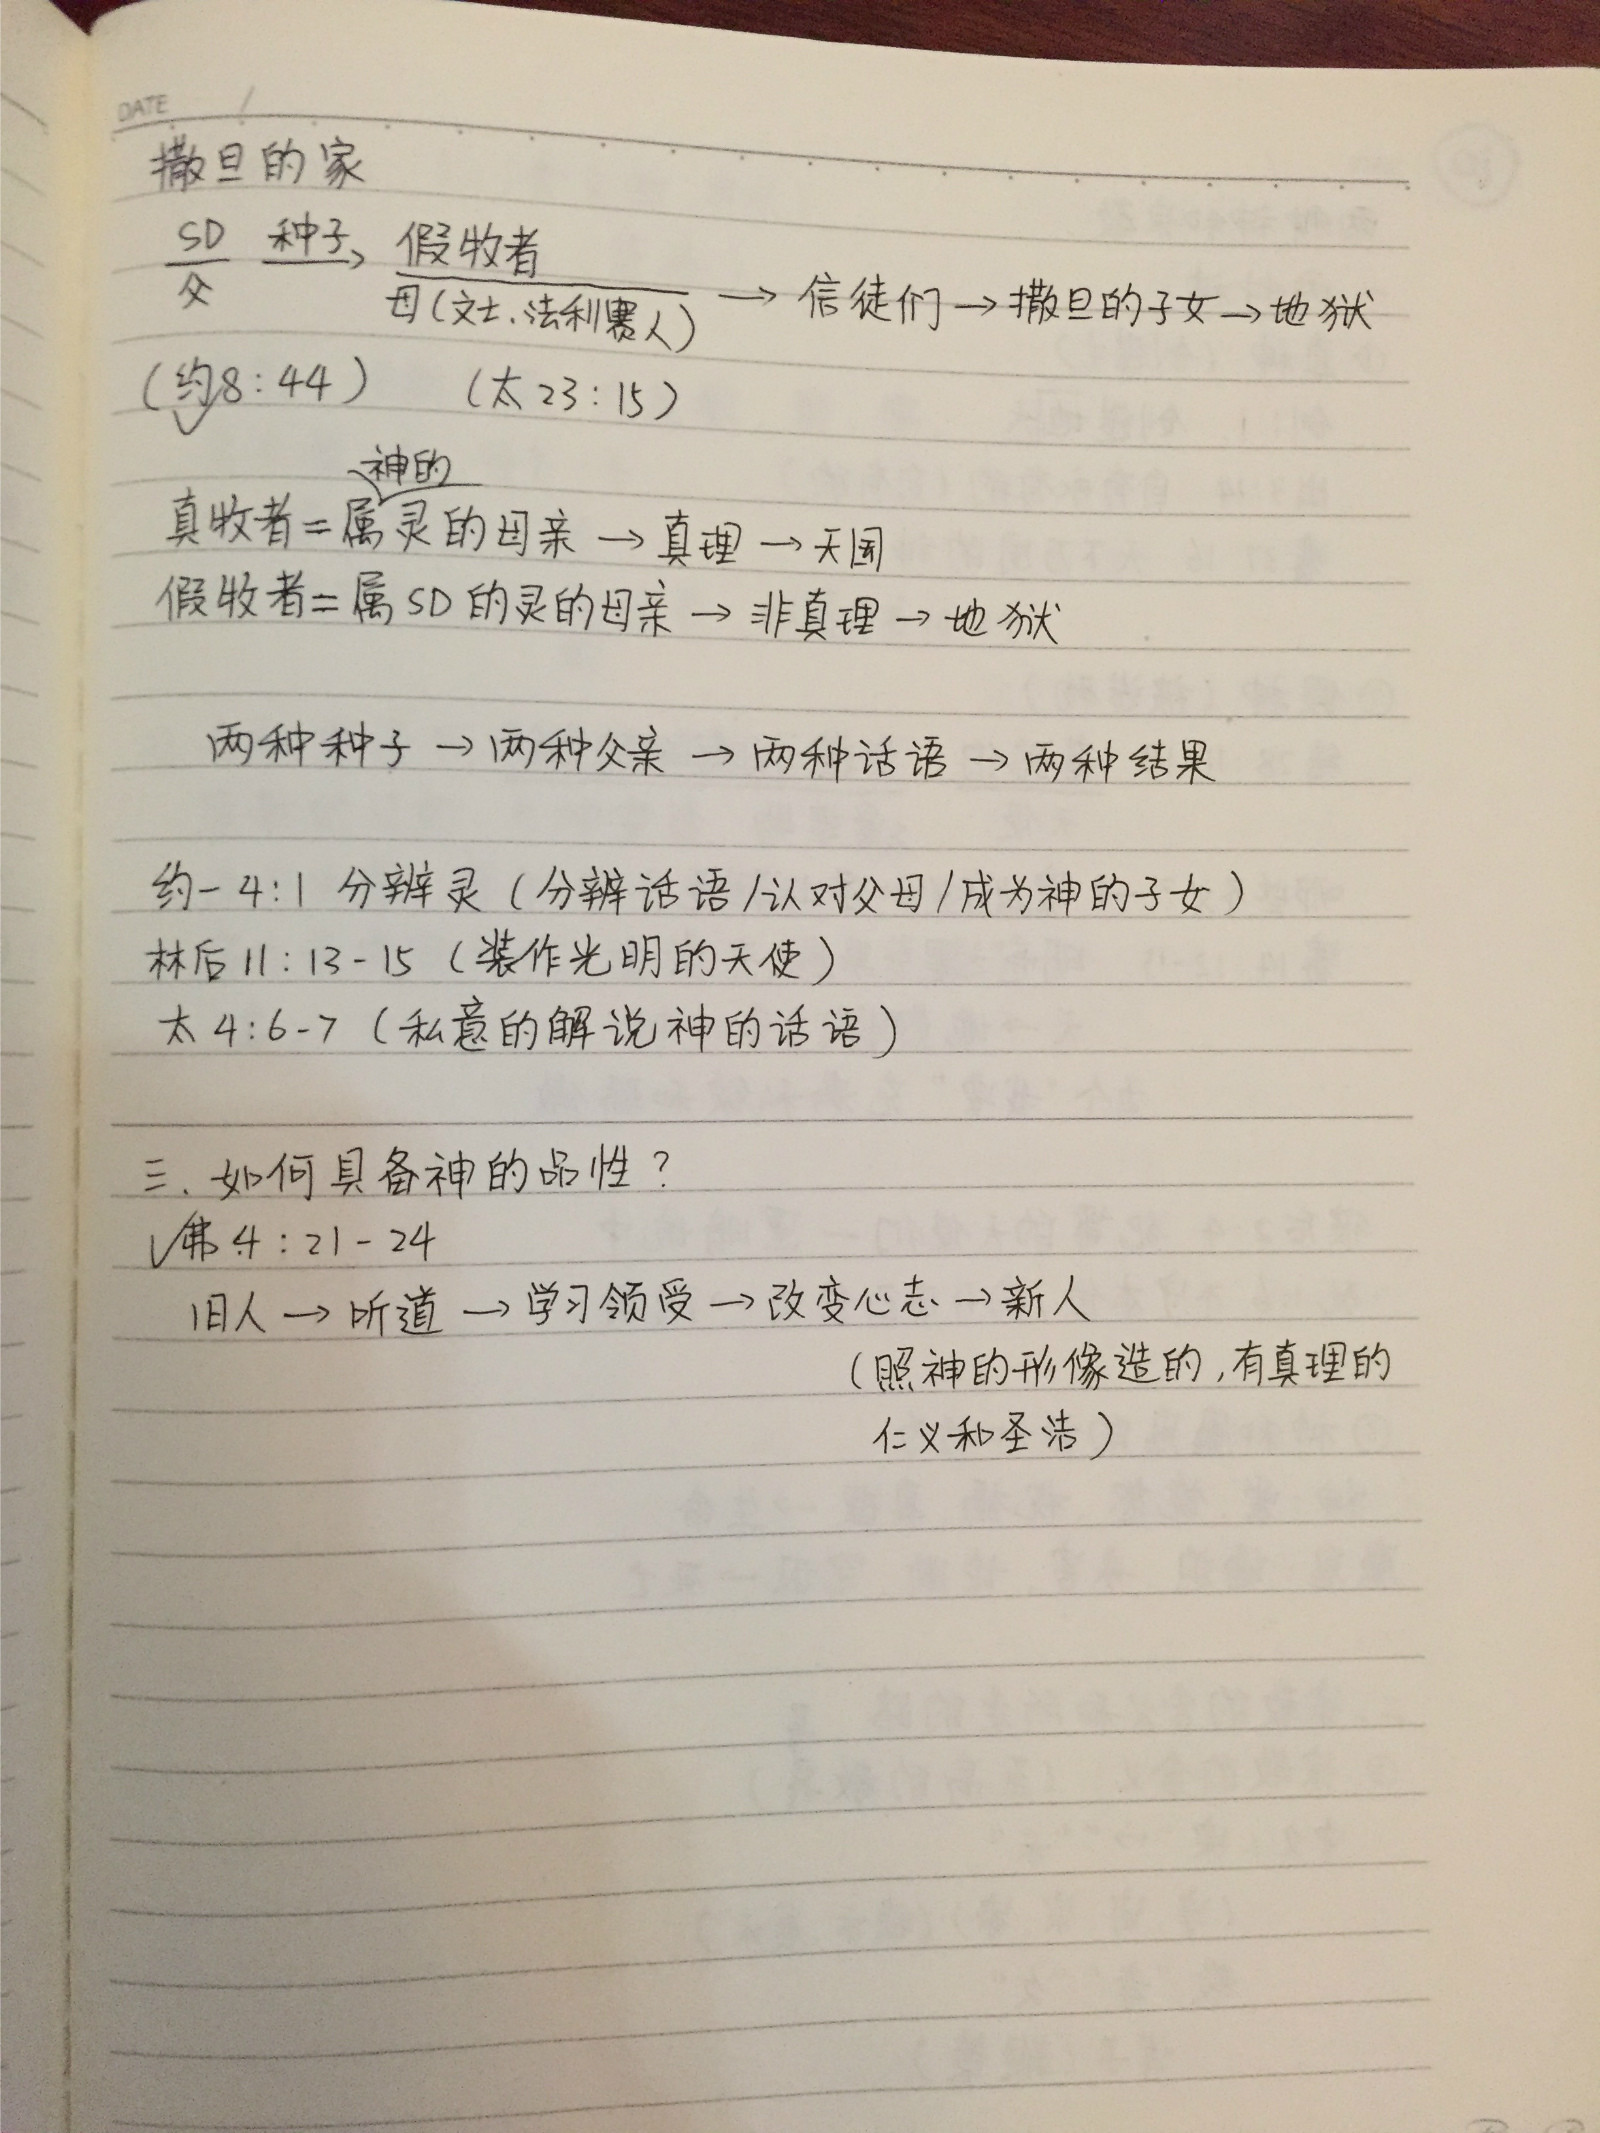 DATE /
撒旦的家
SD 种子→ 假牧者
父 母(文士、法利赛人) → 信徒们→撒旦的子女→地狱
(约8:44) (太23:15)
神的
真牧者=属灵的母亲→真理→天国
假牧者=属SD的灵的母亲→非真理→地狱
两种种子→两种父亲→两种话语→两种结果
约一4:1 分辨灵(分辨话语/认对父母/成为神的子女)
林后11:13-15(装作光明的天使)
太4:6-7(私意的解说神的话语)
三、如何具备神的品性?
✓弗4:21-24
旧人→听道→学习领受→改变心志→新人
(照神的形像造的,有真理的
仁义和圣洁)